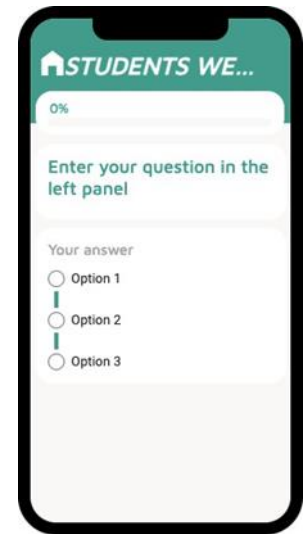 STUDENTS WE...
0%
Enter your question in the
left panel
Your answer
Option 1
Option 2
Option 3